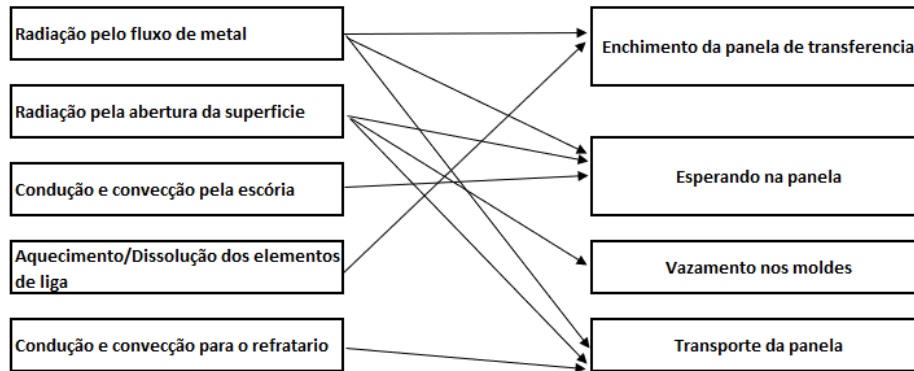 Radiação pelo fluxo de metal
Enchimento da panela de transferencia
Radiação pela abertura da superficie
Esperando na panela
Condução e convecção pela escória
Aquecimento/Dissolução dos elementos
de liga
Vazamento nos moldes
Condução e convecção para o refratario
Transporte da panela